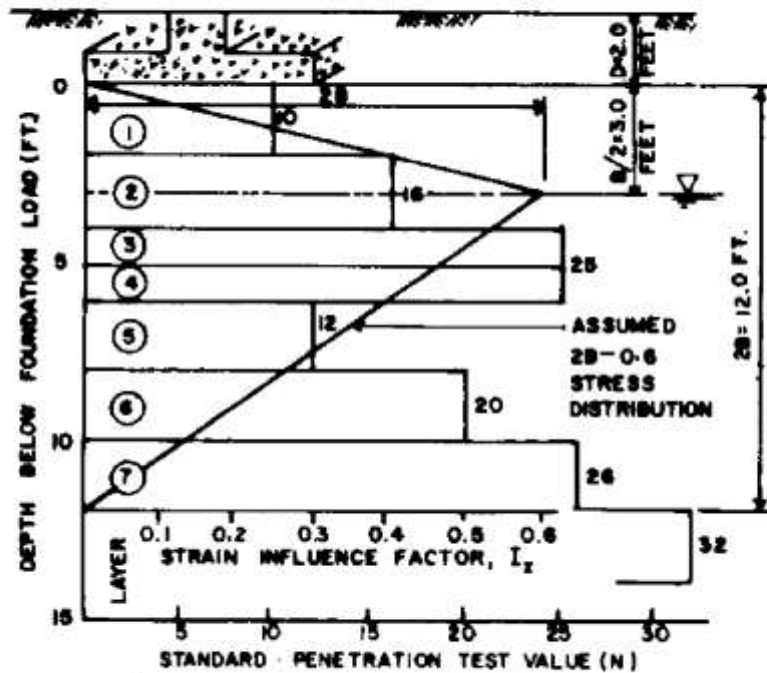 D=2.0
FEET
0
2B
10
B/2=3.0
FEET
1
2
16
3
5
4
25
5
12
ASSUMED
2B-0.6
STRESS
DISTRIBUTION
2B= 12.0 FT.
6
20
10
7
26
0.1 0.2 0.3 0.4 0.5 0.6
STRAIN INFLUENCE FACTOR, Iz
32
LAYER
15
5 10 15 20 25 30
STANDARD PENETRATION TEST VALUE (N)
DEPTH BELOW FOUNDATION LOAD (FT.)